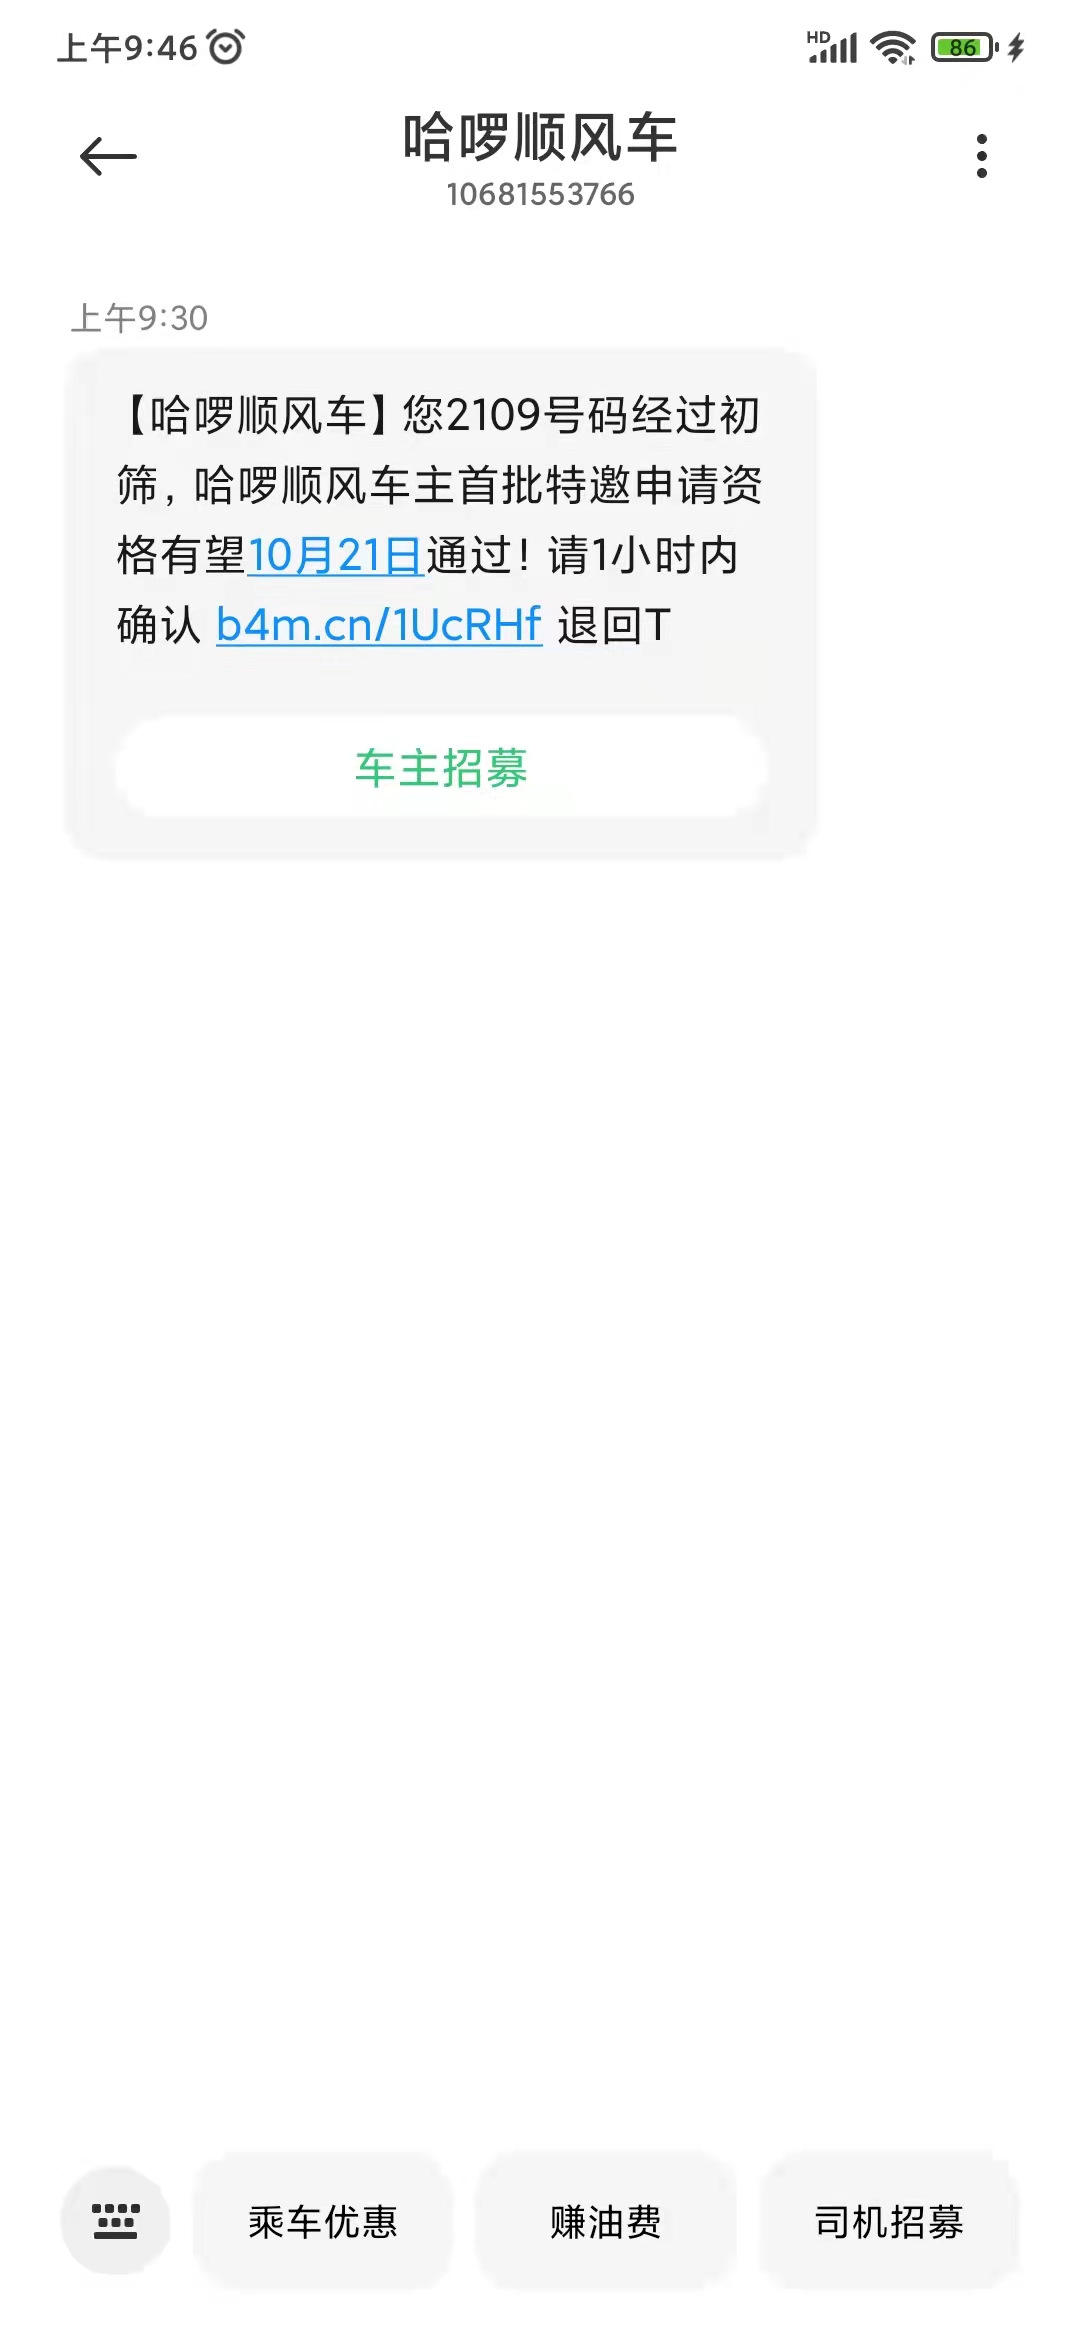 上午9:46
HD
86
哈啰顺风车
10681553766
上午9:30
【哈啰顺风车】您2109号码经过初
筛，哈啰顺风车主首批特邀申请资
格有望10月21日通过！请1小时内
确认 b4m.cn/1UcRHf 退回T
车主招募
乘车优惠
赚油费
司机招募